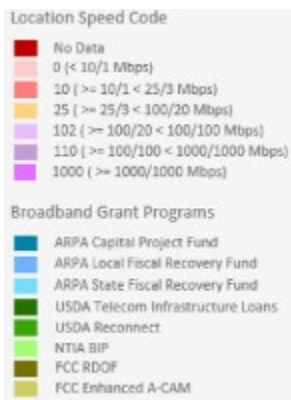 Location Speed Code
No Data
0 (< 10/1 Mbps)
10 ( >= 10/1 < 25/3 Mbps)
25 ( >= 25/3 < 100/20 Mbps)
102 ( >= 100/20 < 100/100 Mbps)
110 ( >= 100/100 < 1000/1000 Mbps)
1000 ( >= 1000/1000 Mbps)
Broadband Grant Programs
ARPA Capital Project Fund
ARPA Local Fiscal Recovery Fund
ARPA State Fiscal Recovery Fund
USDA Telecom Infrastructure Loans
USDA Reconnect
NTIA BIP
FCC RDOF
FCC Enhanced A-CAM